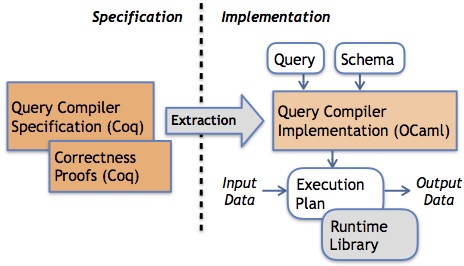 Specification
Implementation
Query
Schema
Query Compiler
Specification (Coq)
Correctness
Proofs (Coq)
Extraction
Query Compiler
Implementation (OCaml)
Input
Data
Execution
Plan
Output
Data
Runtime
Library